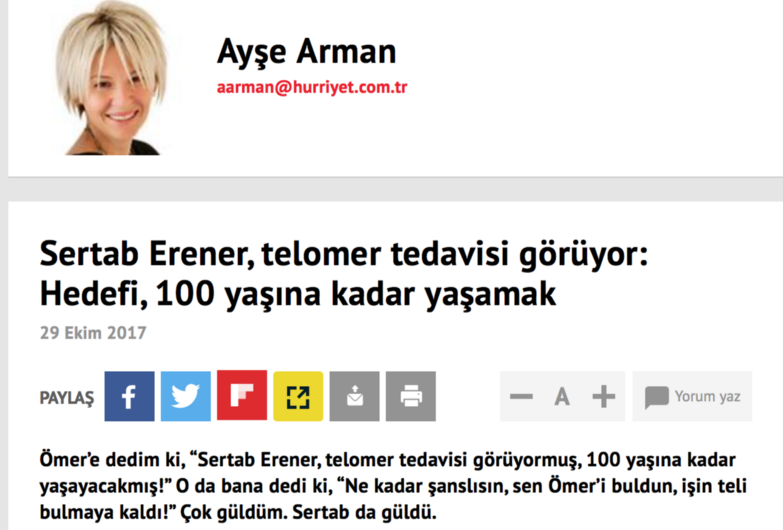 Ayşe Arman
aarman@hurriyet.com.tr
Sertab Erener, telomer tedavisi görüyor:
Hedefi, 100 yaşına kadar yaşamak
29 Ekim 2017
PAYLAŞ f A Yorum yaz
Ömer’e dedim ki, “Sertab Erener, telomer tedavisi görüyormuş, 100 yaşına kadar
yaşayacakmış!” O da bana dedi ki, “Ne kadar şanslısın, sen Ömer’i buldun, işin teli
bulmaya kaldı!” Çok güldüm. Sertab da güldü.